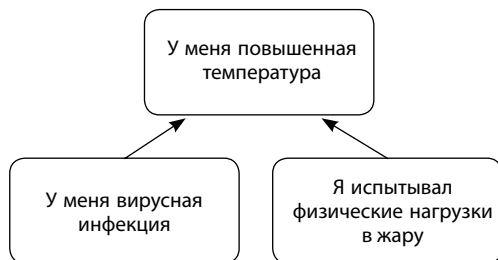 У меня повышенная
температура
У меня вирусная
инфекция
Я испытывал
физические нагрузки
в жару